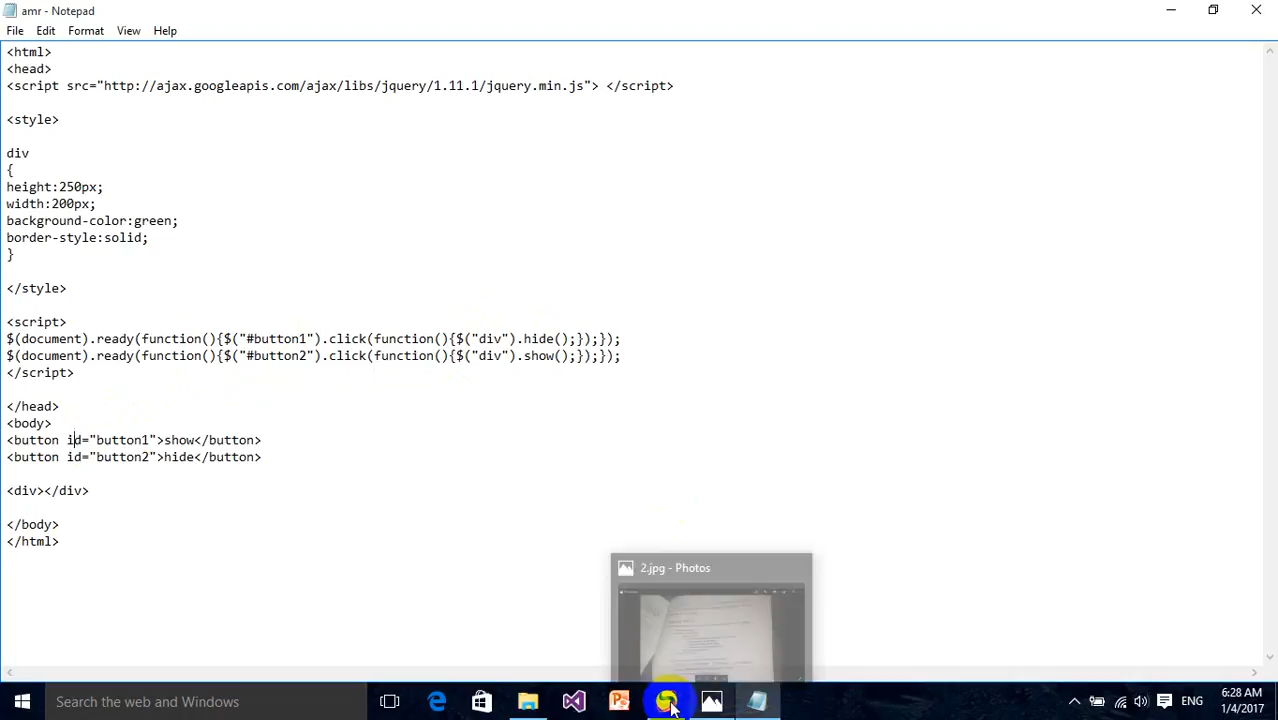 amr - Notepad
File Edit Format View Help
<html>
<head>
<script src="http://ajax.googleapis.com/ajax/libs/jquery/1.11.1/jquery.min.js"> </script>
<style>
div
{
height:250px;
width:200px;
background-color:green;
border-style:solid;
}
</style>
<script>
$(document).ready(function(){$("#button1").click(function(){$("div").hide();});});
$(document).ready(function(){$("#button2").click(function(){$("div").show();});});
</script>
</head>
<body>
<button id="button1">show</button>
<button id="button2">hide</button>
<div></div>
</body>
</html>
2.jpg - Photos
Search the web and Windows
ENG
6:28 AM
1/4/2017